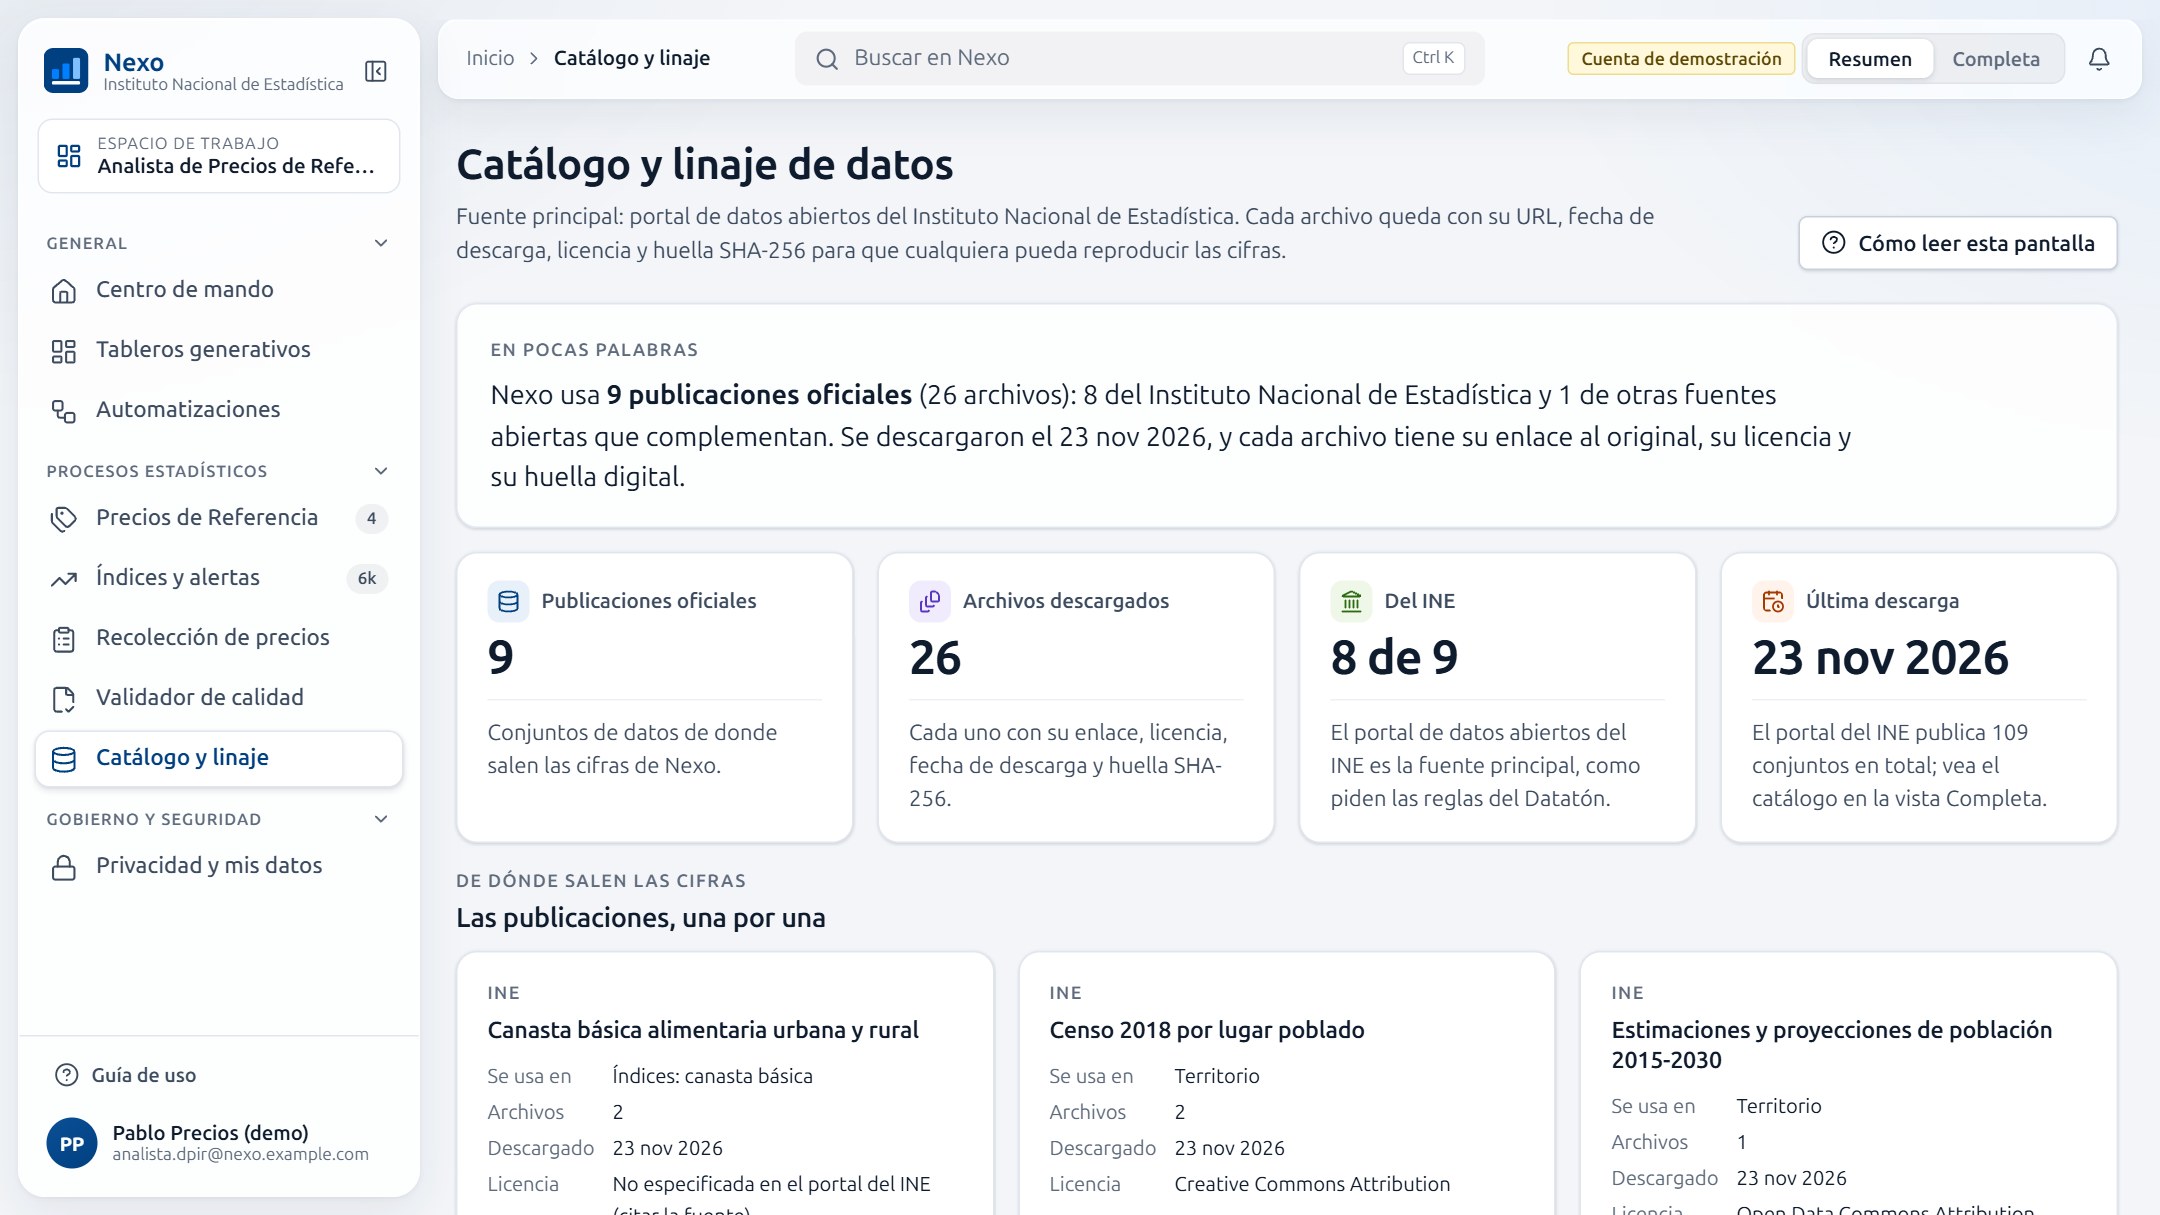 Nexo
Instituto Nacional de Estadística
ESPACIO DE TRABAJO
Analista de Precios de Refe...
GENERAL
Centro de mando
Tableros generativos
Automatizaciones
PROCESOS ESTADÍSTICOS
Precios de Referencia 4
Índices y alertas 6k
Recolección de precios
Validador de calidad
Catálogo y linaje
GOBIERNO Y SEGURIDAD
Privacidad y mis datos
Guía de uso
PP
Pablo Precios (demo)
analista.dpir@nexo.example.com
Inicio > Catálogo y linaje
Buscar en Nexo
Ctrl K
Cuenta de demostración
Resumen
Completa
Catálogo y linaje de datos
Fuente principal: portal de datos abiertos del Instituto Nacional de Estadística. Cada archivo queda con su URL, fecha de
descarga, licencia y huella SHA-256 para que cualquiera pueda reproducir las cifras.
Cómo leer esta pantalla
EN POCAS PALABRAS
Nexo usa 9 publicaciones oficiales (26 archivos): 8 del Instituto Nacional de Estadística y 1 de otras fuentes
abiertas que complementan. Se descargaron el 23 nov 2026, y cada archivo tiene su enlace al original, su licencia y
su huella digital.
Publicaciones oficiales
9
Conjuntos de datos de donde
salen las cifras de Nexo.
Archivos descargados
26
Cada uno con su enlace, licencia,
fecha de descarga y huella SHA-
256.
Del INE
8 de 9
El portal de datos abiertos del
INE es la fuente principal, como
piden las reglas del Datatón.
Última descarga
23 nov 2026
El portal del INE publica 109
conjuntos en total; vea el
catálogo en la vista Completa.
DE DÓNDE SALEN LAS CIFRAS
Las publicaciones, una por una
INE
Canasta básica alimentaria urbana y rural
Se usa en Índices: canasta básica
Archivos 2
Descargado 23 nov 2026
Licencia No especificada en el portal del INE
(citar la fuente)
INE
Censo 2018 por lugar poblado
Se usa en Territorio
Archivos 2
Descargado 23 nov 2026
Licencia Creative Commons Attribution
INE
Estimaciones y proyecciones de población
2015-2030
Se usa en Territorio
Archivos 1
Descargado 23 nov 2026
Licencia Open Data Commons Attribution